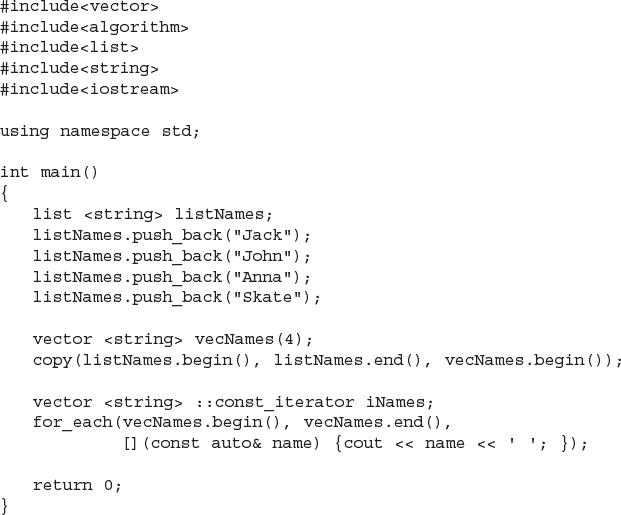 #include<vector>
#include<algorithm>
#include<list>
#include<string>
#include<iostream>

using namespace std;

int main()
{
   list <string> listNames;
   listNames.push_back("Jack");
   listNames.push_back("John");
   listNames.push_back("Anna");
   listNames.push_back("Skate");

   vector <string> vecNames(4);
   copy(listNames.begin(), listNames.end(), vecNames.begin());

   vector <string> ::const_iterator iNames;
   for_each(vecNames.begin(), vecNames.end(),
            [](const auto& name) {cout << name << ' '; });

   return 0;
}